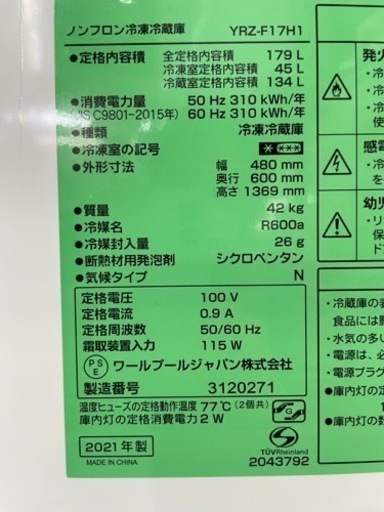 ノンフロン冷凍冷蔵庫 YRZ-F17H1
●定格内容積 全定格内容積 179 L
冷凍室定格内容積 45 L
冷蔵室定格内容積 134 L
●消費電力量 50 Hz 310 kWh/年
(JIS C9801-2015年) 60 Hz 310 kWh/年
●種類 冷凍冷蔵庫
●冷凍室の記号
●外形寸法 幅 480 mm
奥行 600 mm
高さ 1369 mm
●質量 42 kg
●冷媒名 R600a
●冷媒封入量 26 g
●断熱材用発泡剤 シクロペンタン
●気候タイプ N
定格電圧 100 V
定格電流 0.9 A
定格周波数 50/60 Hz
霜取装置入力 115 W
PSE ワールプールジャパン株式会社
製造番号 3120271
温度ヒューズの定格動作温度 77℃ (2個共)
庫内灯の定格消費電力 2 W
2021年製
MADE IN CHINA
G
TÜVRheinland
2043792
発火
感電
幼児
・冷蔵庫の
食品には影
・水気の多い
・電源は、必
・電源プラグ
・庫内灯の定